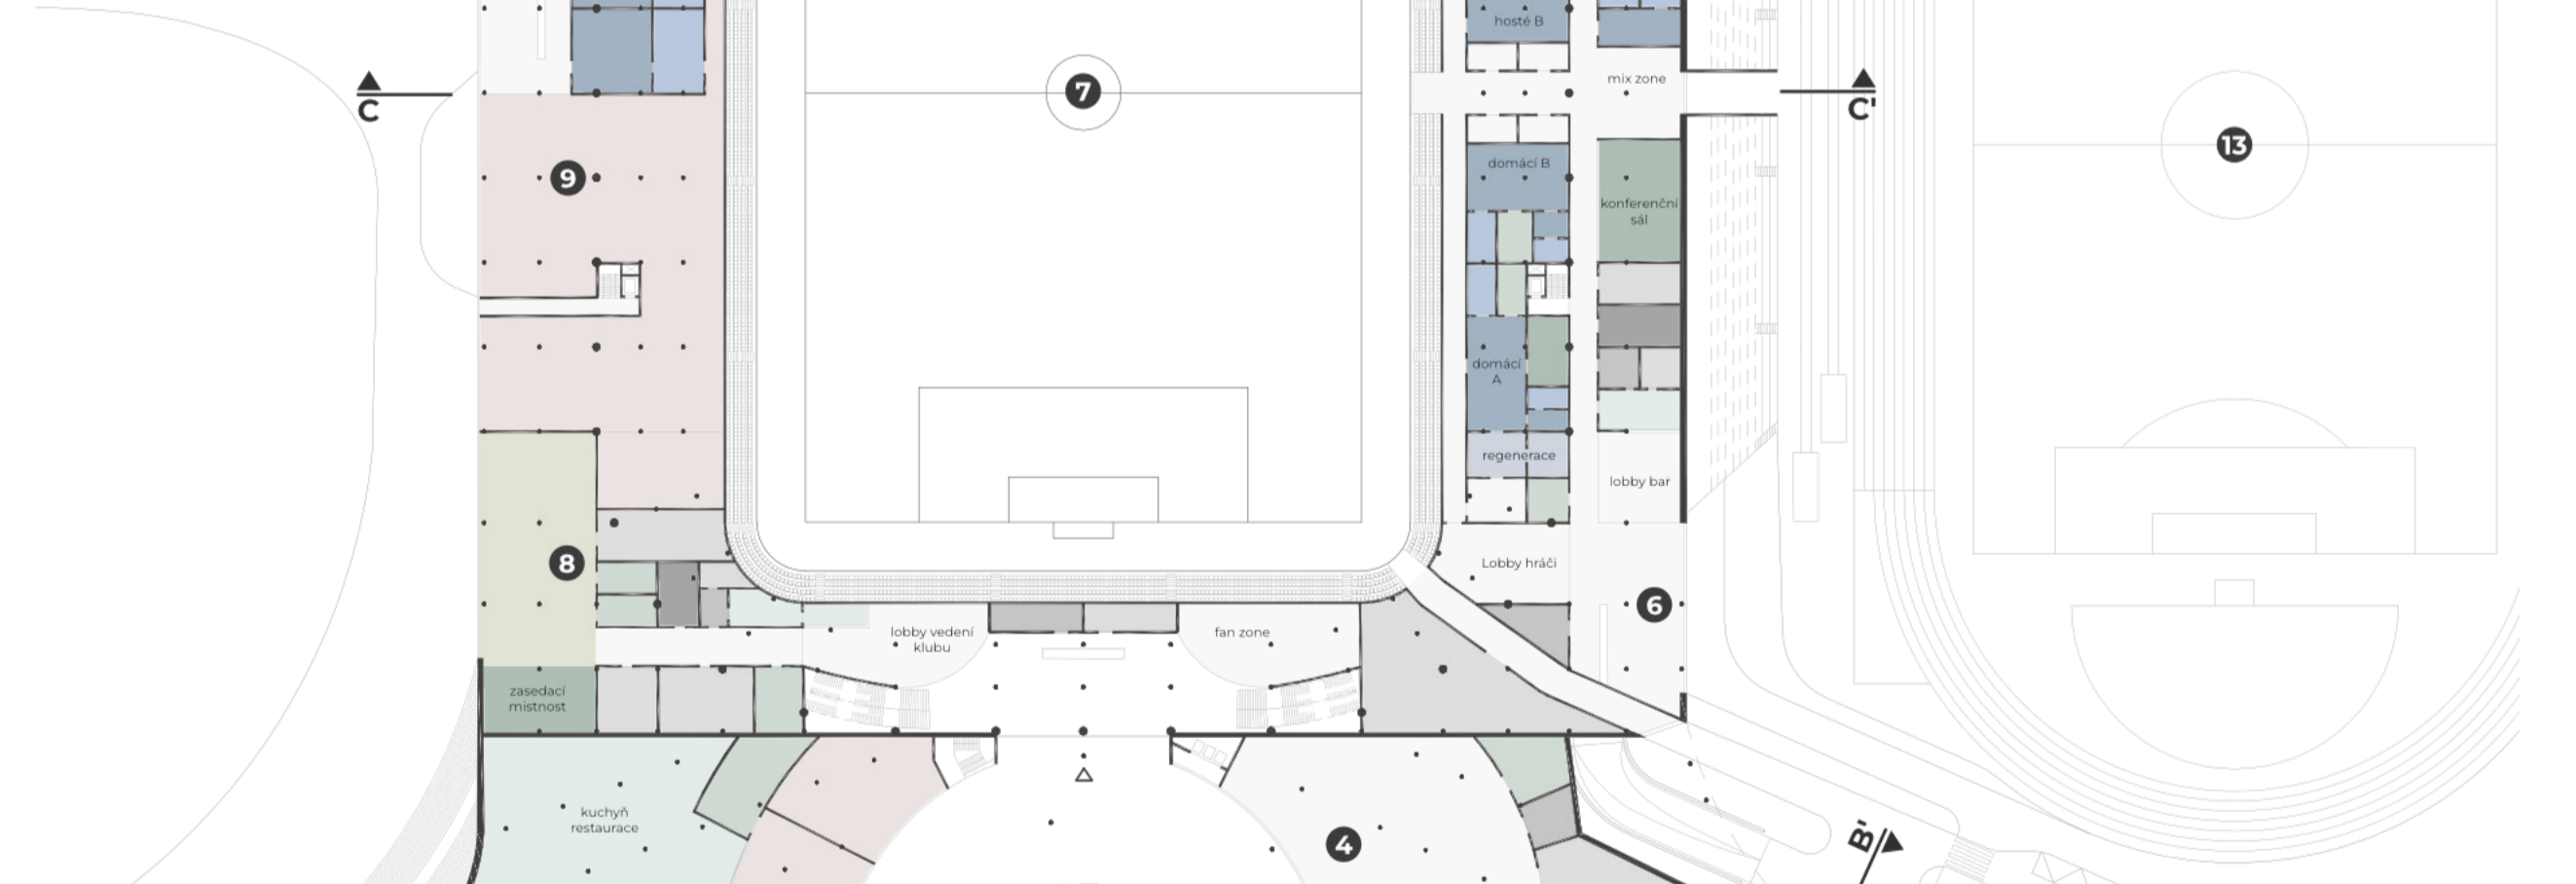 hosté B
mix zone
C
7
C'
13
9
domácí B
konferenční
sál
domácí
A
regenerace
lobby bar
8
Lobby hráči
6
lobby vedení
klubu
fan zone
zasedací
mistnost
kuchyň
restaurace
4
B'